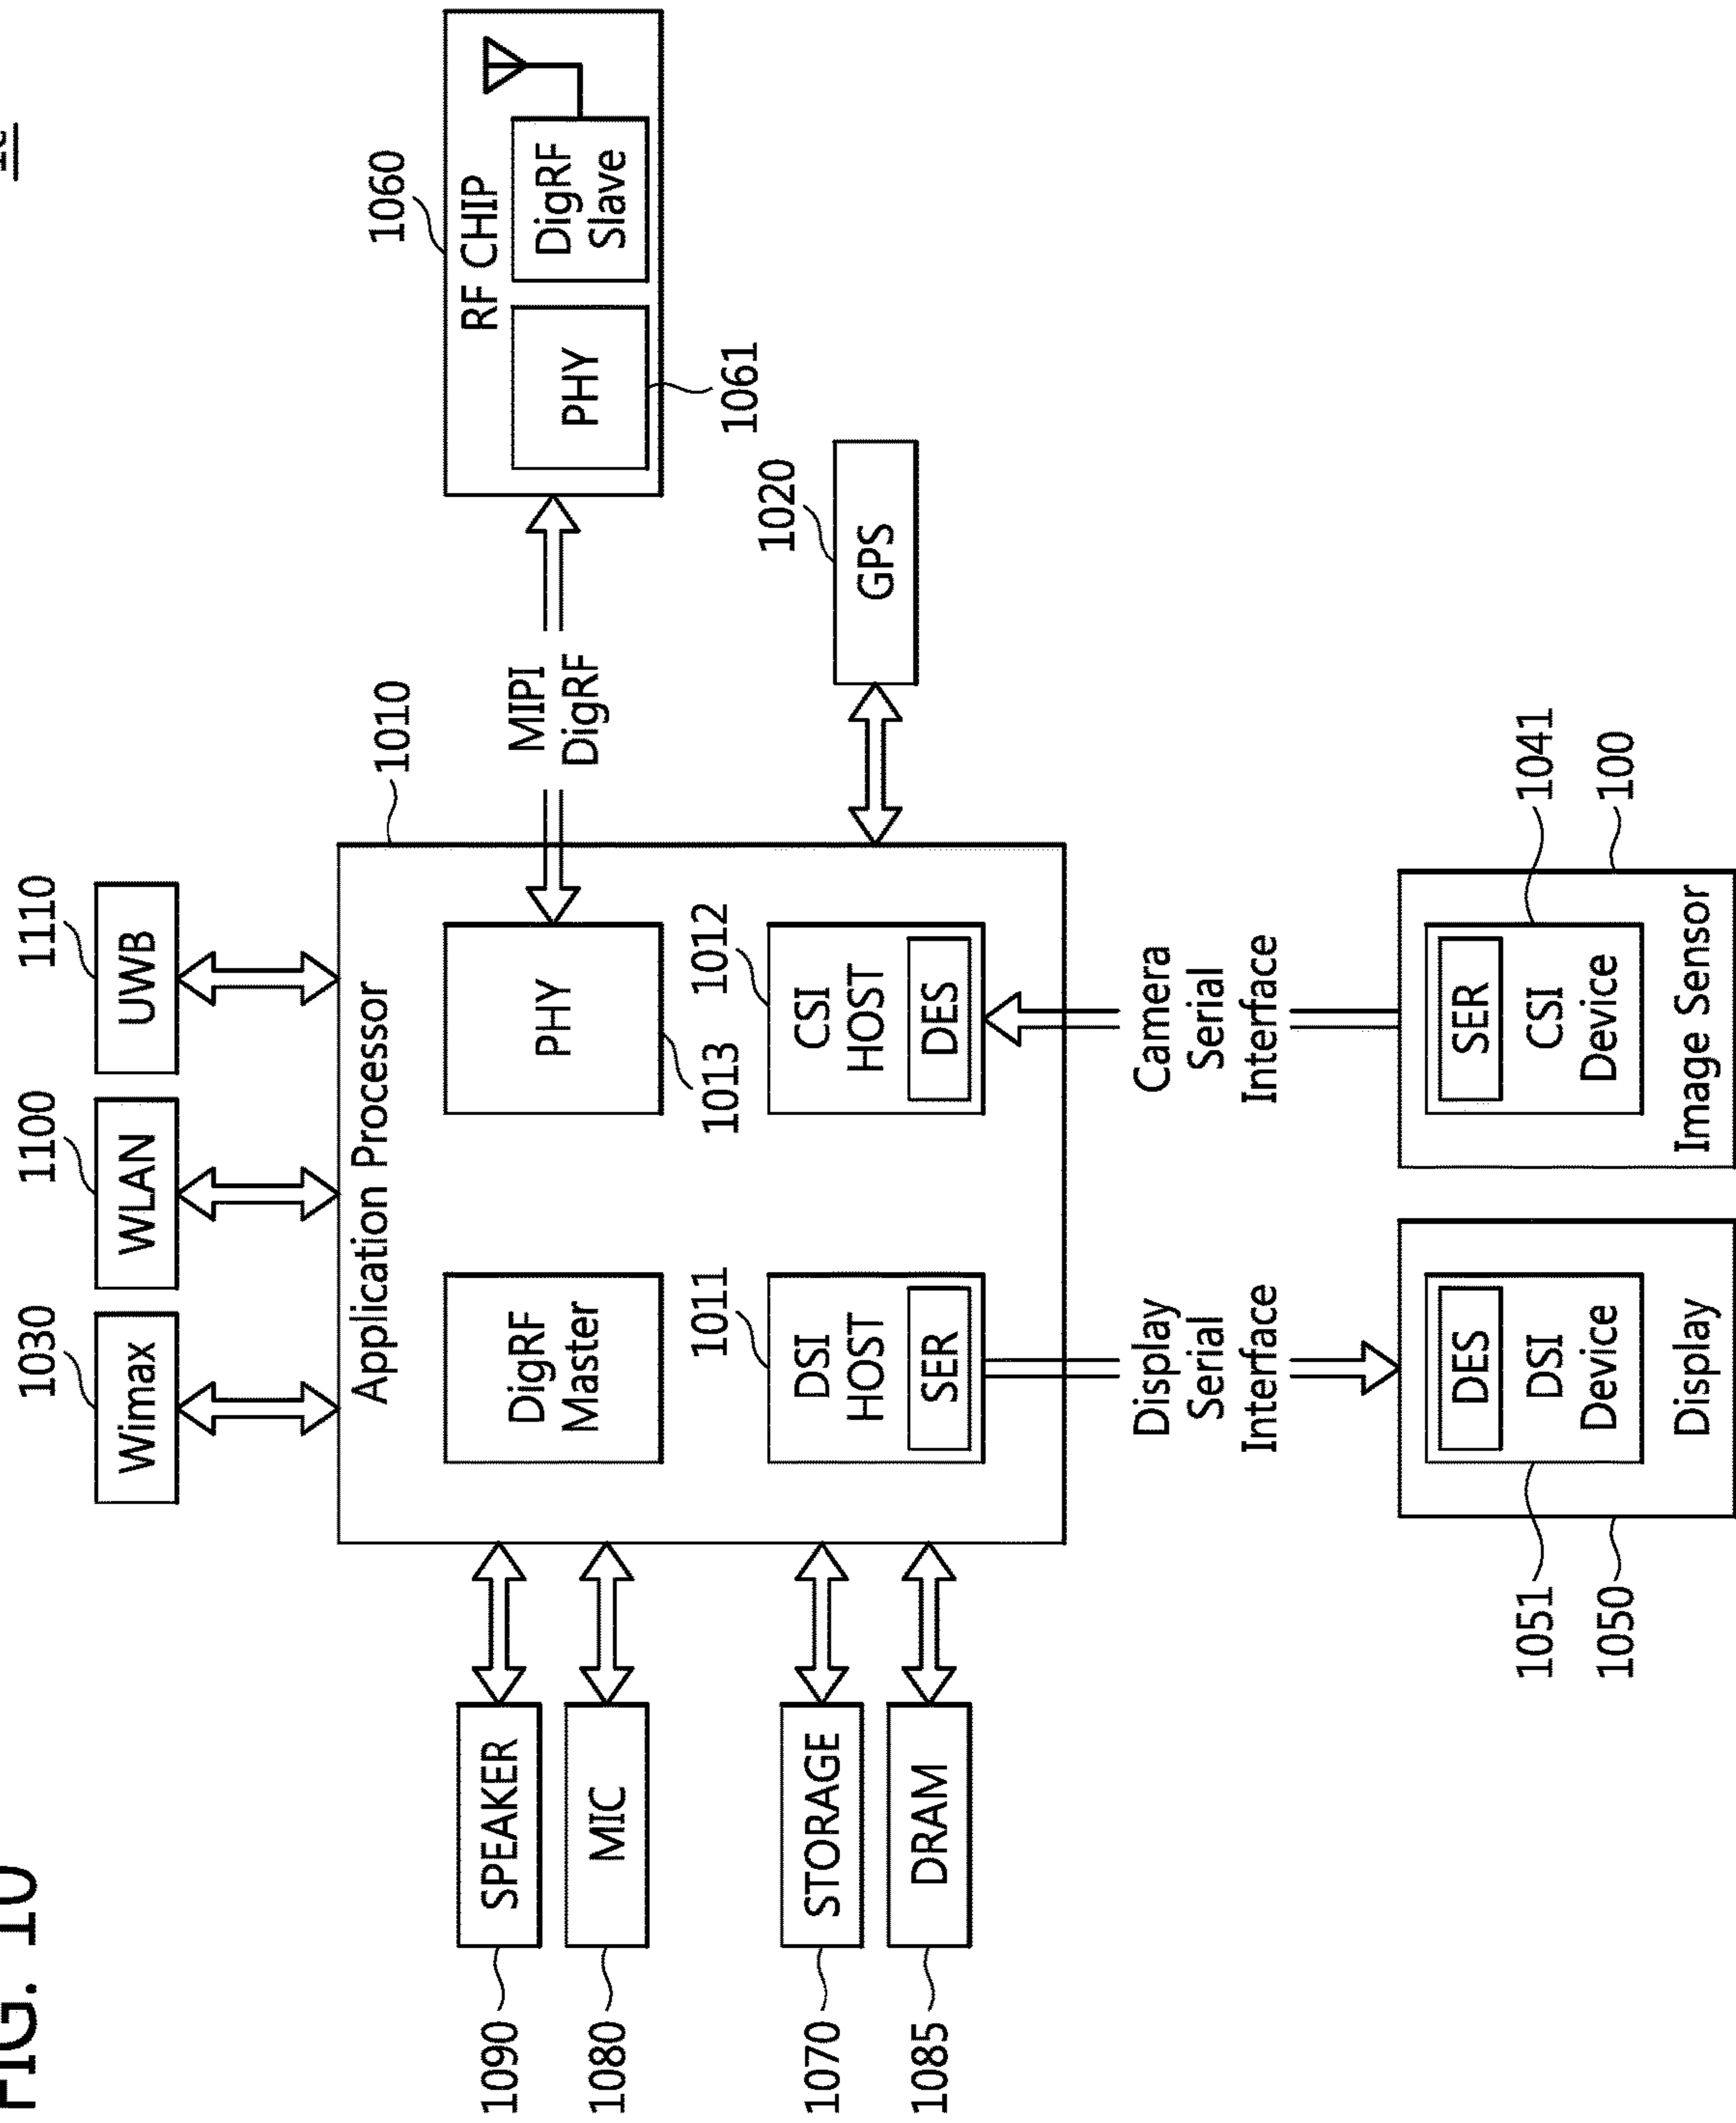 FIG. 10
1030
1100
1110
Wimax
WLAN
UWB
1010
1060
Application Processor
RF CHIP
1090
SPEAKER
1080
MIC
DigRF
Master
PHY
1013
MIPI
DigRF
PHY
1061
DigRF
Slave
1020
GPS
1011
1012
1070
STORAGE
1085
DRAM
DSI
HOST
SER
CSI
HOST
DES
Display
Serial
Interface
Camera
Serial
Interface
1051
1050
DES
DSI
Device
Display
SER
CSI
Device
Image Sensor
1041
100